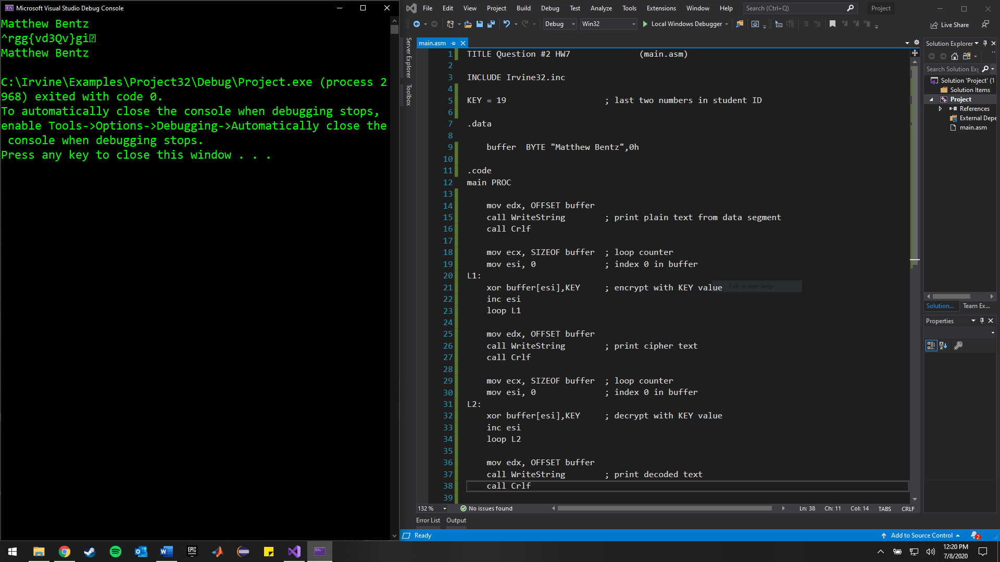 Microsoft Visual Studio Debug Console
Matthew Bentz
^rgg{vd3Qv}gi
Matthew Bentz
C:\Irvine\Examples\Project32\Debug\Project.exe (process 2
968) exited with code 0.
To automatically close the console when debugging stops,
enable Tools->Options->Debugging->Automatically close the
console when debugging stops.
Press any key to close this window . . .
File Edit View Project Build Debug Test Analyze Tools Extensions Window Help Search (Ctrl+Q) Project
Debug Win32 Local Windows Debugger Live Share
Server Explorer
Toolbox
main.asm
1 TITLE Question #2 HW7 (main.asm)
2
3 INCLUDE Irvine32.inc
4
5 KEY = 19 ; last two numbers in student ID
6
7 .data
8
9 buffer BYTE "Matthew Bentz",0h
10
11 .code
12 main PROC
13
14 mov edx, OFFSET buffer
15 call WriteString ; print plain text from data segment
16 call Crlf
17
18 mov ecx, SIZEOF buffer ; loop counter
19 mov esi, 0 ; index 0 in buffer
20 L1:
21 xor buffer[esi],KEY ; encrypt with KEY value
Full-screen Snip
22 inc esi
23 loop L1
24
25 mov edx, OFFSET buffer
26 call WriteString ; print cipher text
27 call Crlf
28
29 mov ecx, SIZEOF buffer ; loop counter
30 mov esi, 0 ; index 0 in buffer
31 L2:
32 xor buffer[esi],KEY ; decrypt with KEY value
33 inc esi
34 loop L2
35
36 mov edx, OFFSET buffer
37 call WriteString ; print decoded text
38 call Crlf
39
132 % No issues found Ln: 38 Ch: 11 Col: 14 TABS CRLF
Error List Output
Solution Explorer
Search Solution Exp
Solution 'Project' (1
Solution Items
Project
References
External Depe
main.asm
Solution... Team Ex...
Properties
Ready Add to Source Control 2
EPIC GAMES
12:20 PM
7/8/2020